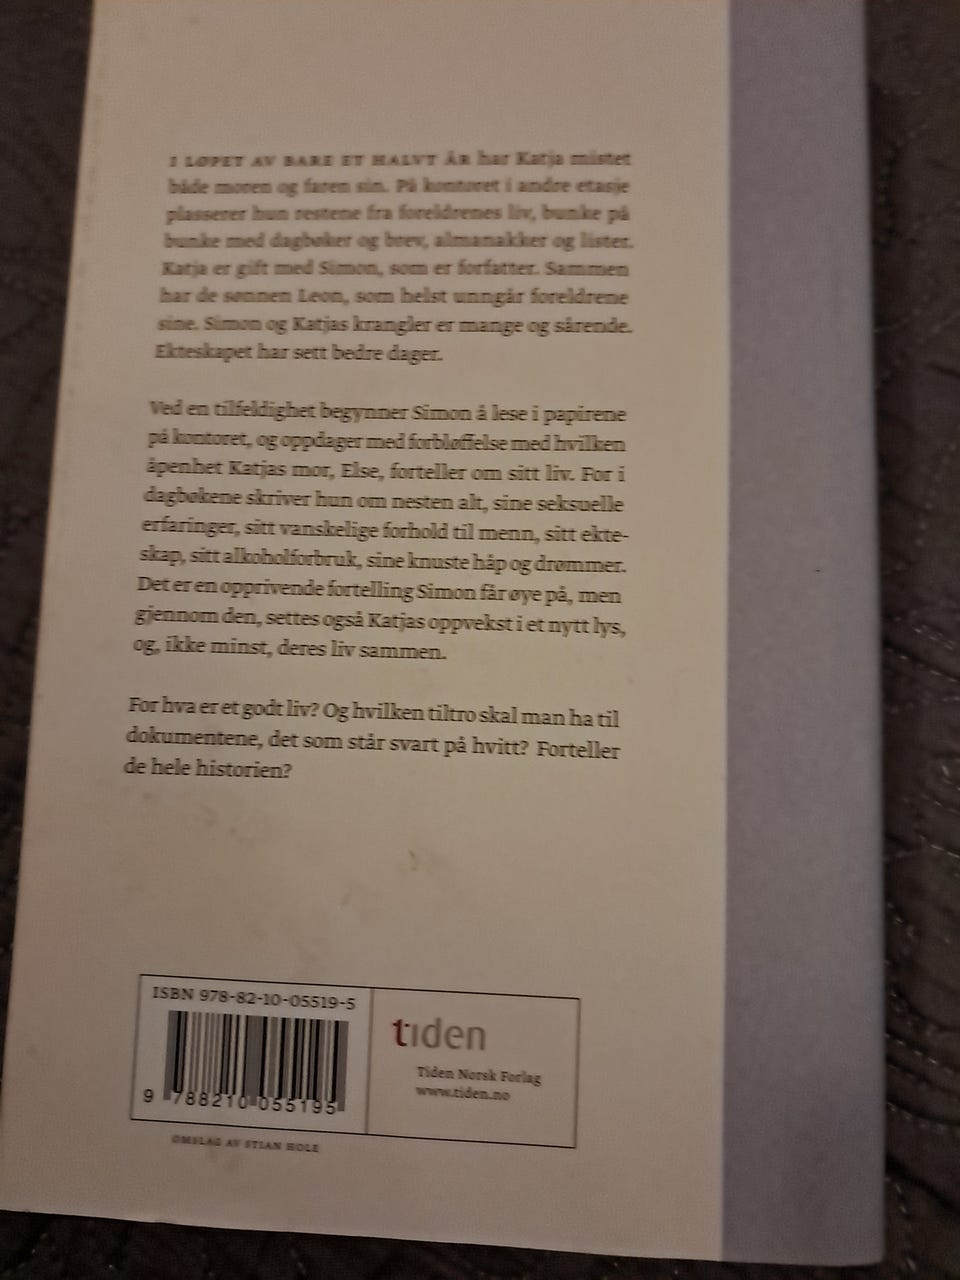 I LØPET AV BARE ET HALVT ÅR har Katja mistet
både moren og faren sin. På kontoret i andre etasje
plasserer hun restene fra foreldrenes liv, bunke på
bunke med dagbøker og brev, almanakker og lister.
Katja er gift med Simon, som er forfatter. Sammen
har de sønnen Leon, som helst unngår foreldrene
sine. Simon og Katjas krangler er mange og sårende.
Ekteskapet har sett bedre dager.
Ved en tilfeldighet begynner Simon å lese i papirene
på kontoret, og oppdager med forbløffelse med hvilken
åpenhet Katjas mor, Else, forteller om sitt liv. For i
dagbøkene skriver hun om nesten alt, sine seksuelle
erfaringer, sitt vanskelige forhold til menn, sitt ekte-
skap, sitt alkoholforbruk, sine knuste håp og drømmer.
Det er en opprivende fortelling Simon får øye på, men
gjennom den, settes også Katjas oppvekst i et nytt lys,
og, ikke minst, deres liv sammen.
For hva er et godt liv? Og hvilken tiltro skal man ha til
dokumentene, det som står svart på hvitt? Forteller
de hele historien?
ISBN 978-82-10-05519-5
9 788210 055195
tiden
Tiden Norsk Forlag
www.tiden.no
OMSLAG AV STIAN HOLE